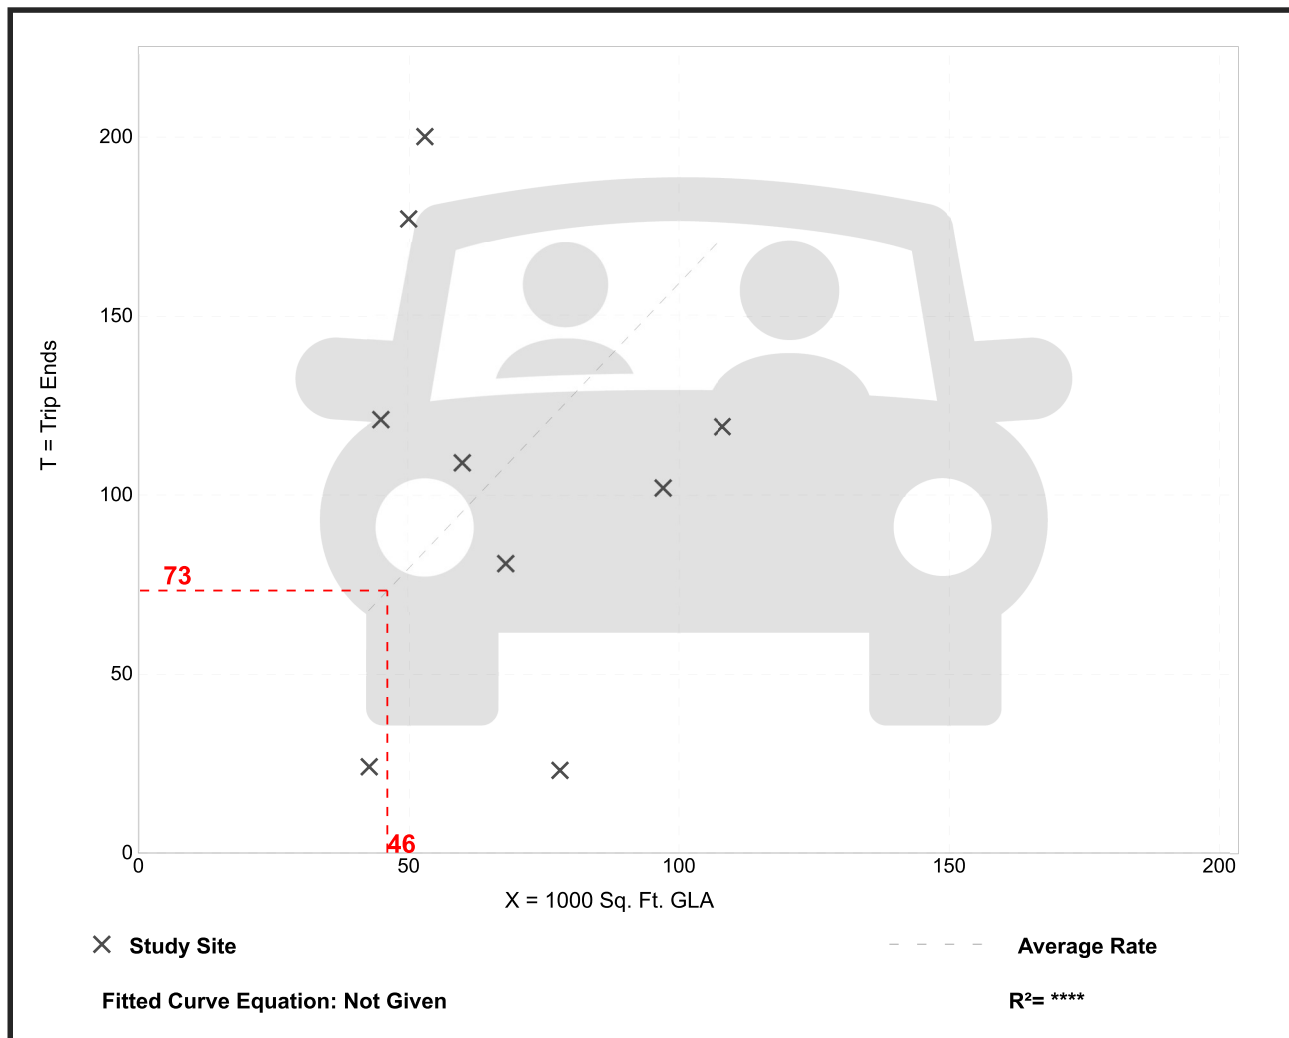 200
150
100
50
0
T = Trip Ends
73
46
0 50 100 150 200
X = 1000 Sq. Ft. GLA
Study Site
Average Rate
Fitted Curve Equation: Not Given
R²= ****